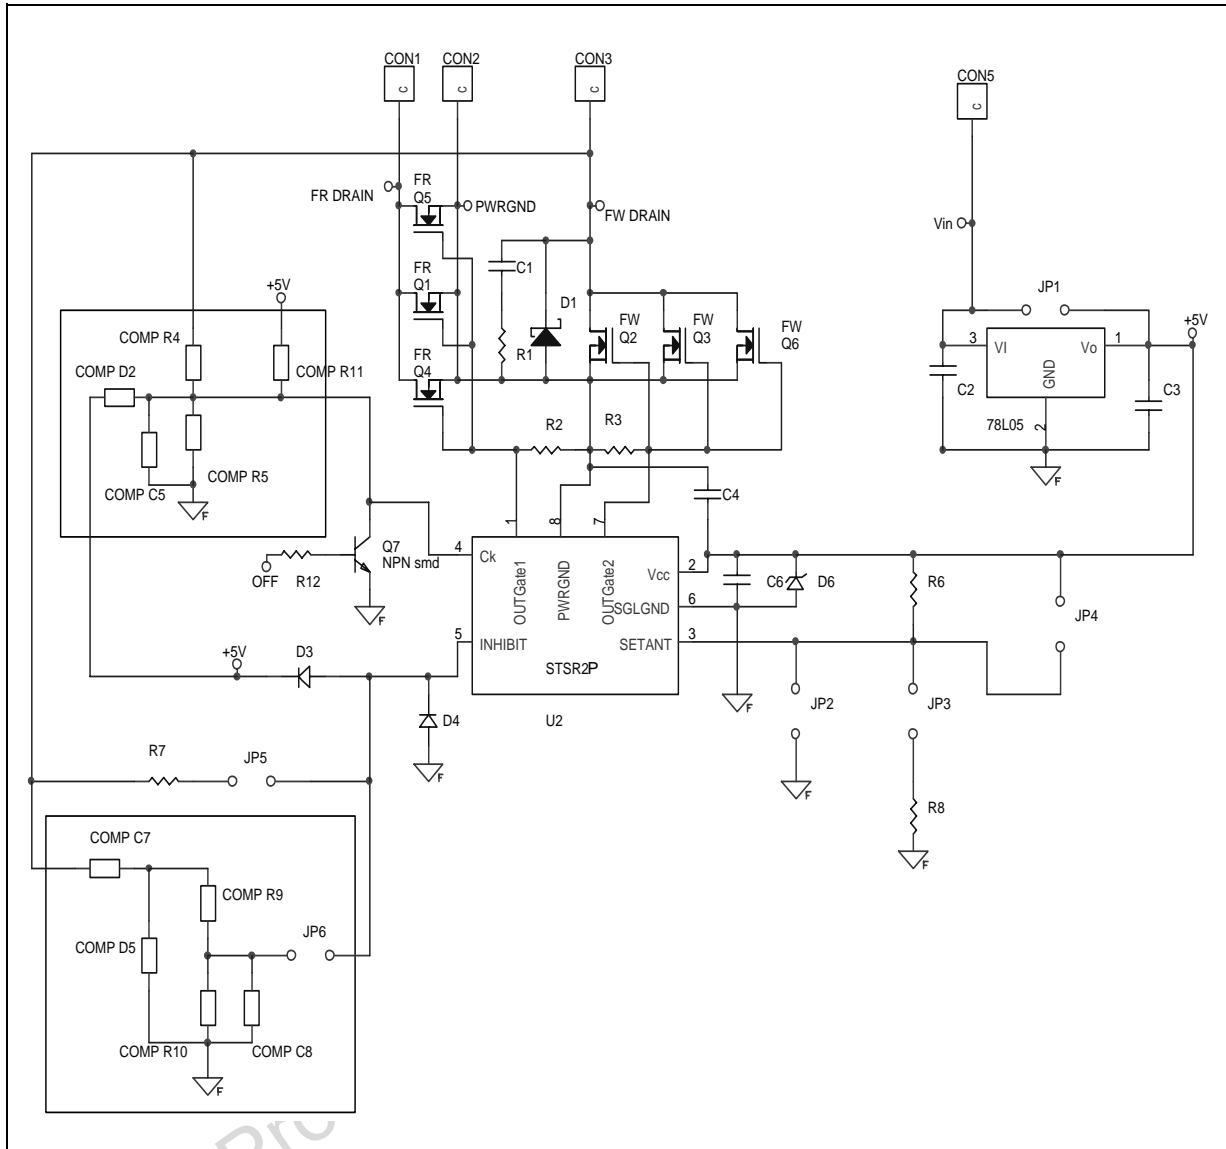 CON1
CON2
CON3
CON5
C
C
C
C
FR DRAIN
FR
Q5
PWRGND
FW DRAIN
Vin
+5V
FR
Q1
C1
D1
JP1
+5V
COMP R4
FW
Q2
FW
Q3
FW
Q6
3
VI
Vo
1
GND
R1
COMP D2
COMP R11
FR
Q4
C2
C3
78L05
2
R2
R3
COMP C5
COMP R5
F
F
C4
1
8
7
Q7
NPN smd
4
Ck
OUTGate1
PWRGND
OUTGate2
Vcc
2
C6
D6
R6
OFF
R12
F
SGLGND
6
JP4
5
INHIBIT
SETANT
3
+5V
D3
STSR2P
D4
U2
F
JP2
JP3
R7
JP5
F
F
R8
F
COMP C7
COMP R9
COMP D5
JP6
COMP R10
COMP C8
F
Pro